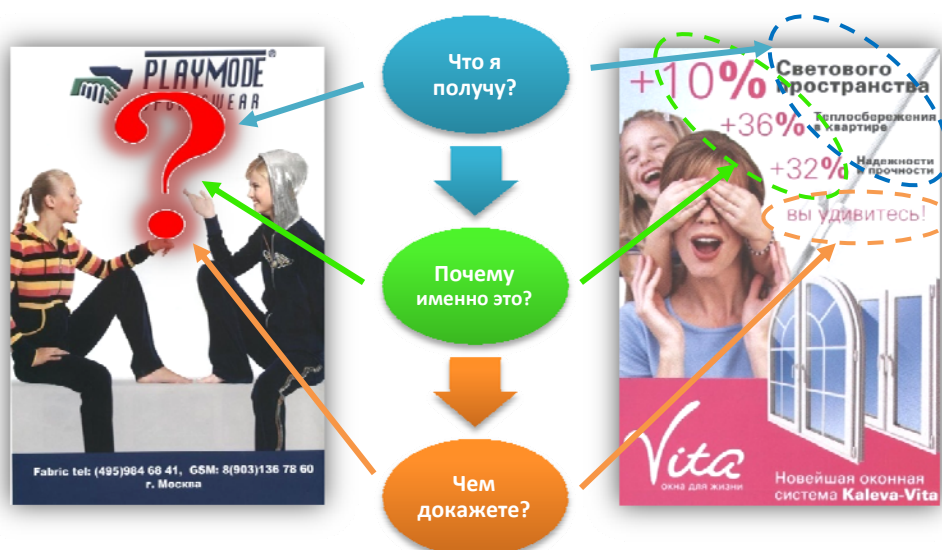 PLAYMODE®
SPORTSWEAR
?
Fabric tel: (495)984 68 41, GSM: 8(903)136 78 60
г. Москва
Что я
получу?
Почему
именно это?
Чем
докажете?
+10% Светового
пространства
+36% Теплосбережения
в квартире
+32% Надежности
и прочности
вы удивитесь!
Vita
окна для жизни
Новейшая оконная
система Kaleva-Vita